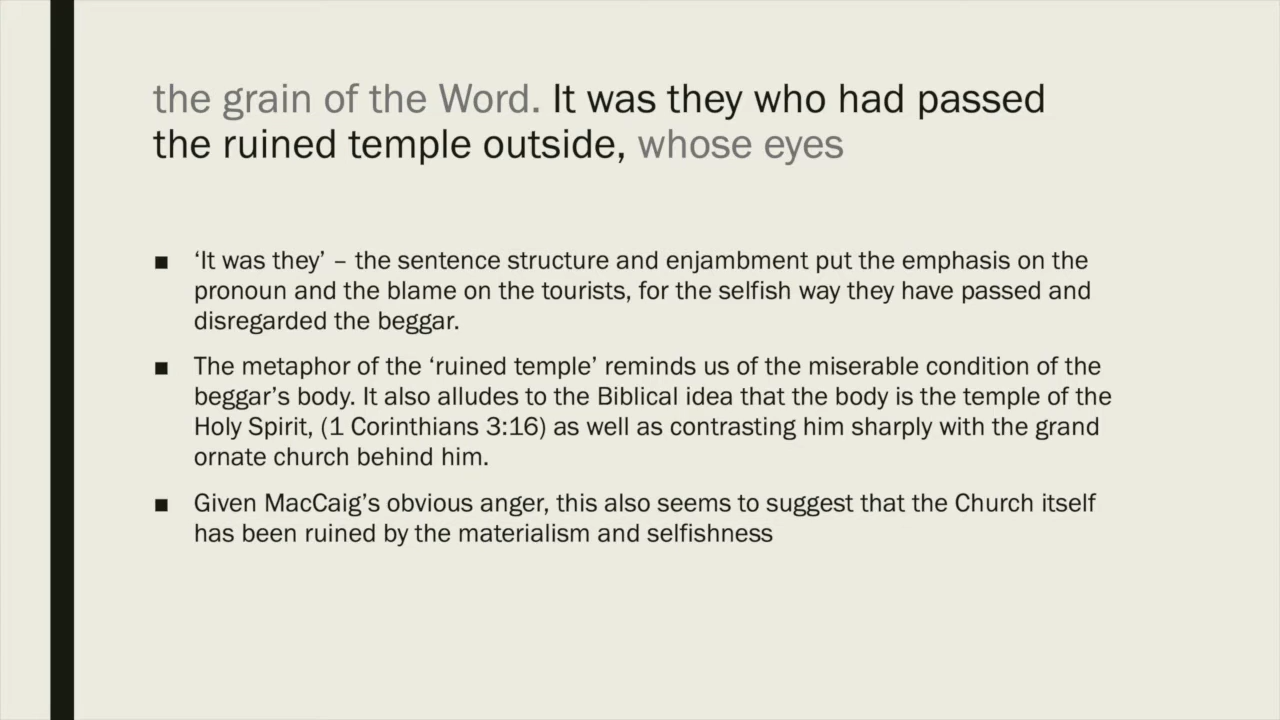 the grain of the Word. It was they who had passed
the ruined temple outside, whose eyes
■ ‘It was they’ – the sentence structure and enjambment put the emphasis on the
pronoun and the blame on the tourists, for the selfish way they have passed and
disregarded the beggar.
■ The metaphor of the ‘ruined temple’ reminds us of the miserable condition of the
beggar’s body. It also alludes to the Biblical idea that the body is the temple of the
Holy Spirit, (1 Corinthians 3:16) as well as contrasting him sharply with the grand
ornate church behind him.
■ Given MacCaig’s obvious anger, this also seems to suggest that the Church itself
has been ruined by the materialism and selfishness